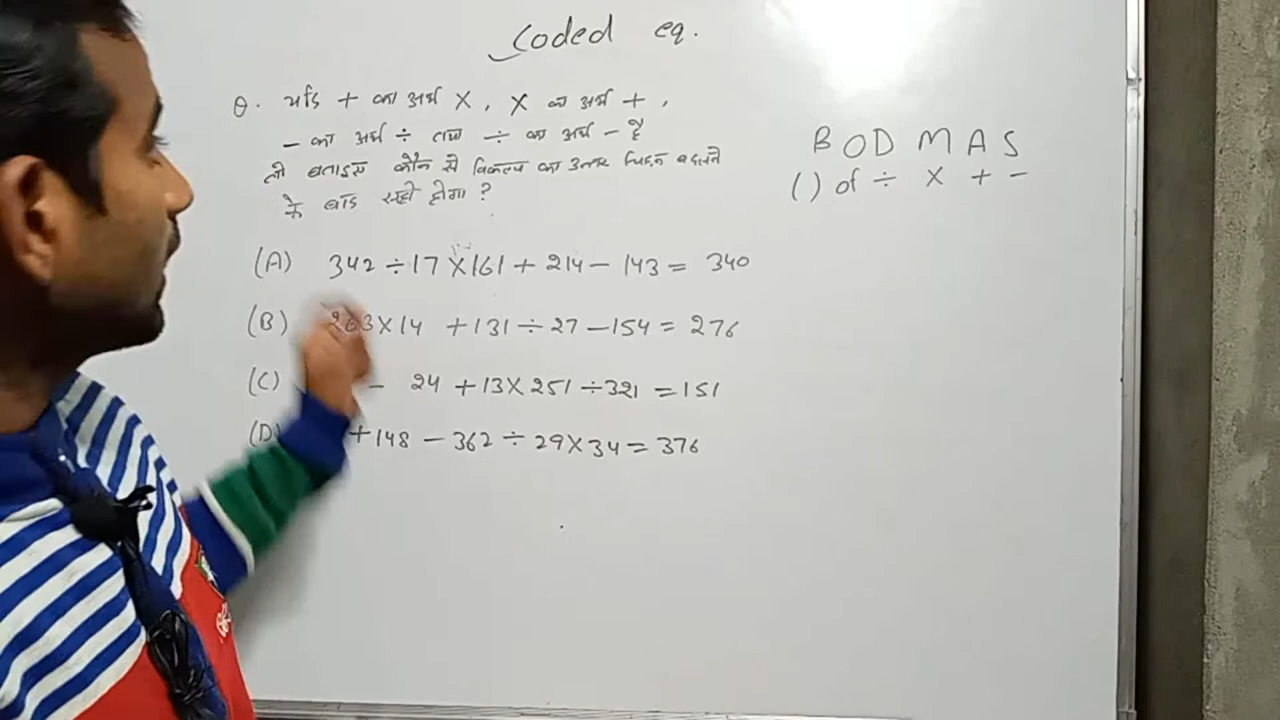 Coded eq.
Q. यदि + का अर्थ X, X का अर्थ +,
- का अर्थ ÷ तथा ÷ का अर्थ - है
तो बताइए कौन से विकल्प का उत्तर चिह्न बदलने
के बाद सही होगा ?
BODMAS
() of ÷ X + -
(A) 342 ÷ 17 X 161 + 214 - 143 = 340
(B) 263 X 14 + 131 ÷ 27 - 154 = 276
(C) - 24 + 13 X 251 ÷ 321 = 151
(D) + 148 - 362 ÷ 29 X 34 = 376